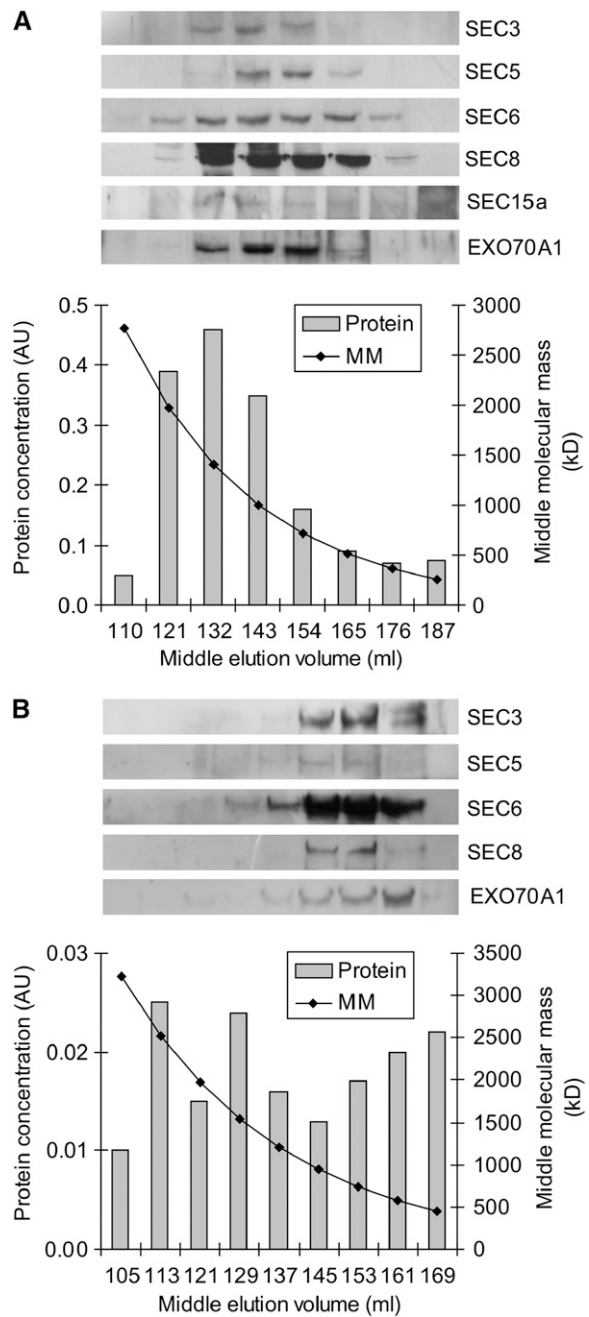 A
SEC3
SEC5
SEC6
SEC8
SEC15a
EXO70A1
0.5
0.4
0.3
0.2
0.1
0.0
Protein concentration (AU)
Protein
MM
3000
2500
2000
1500
1000
500
0
Middle molecular mass
(kD)
110 121 132 143 154 165 176 187
Middle elution volume (ml)
B
SEC3
SEC5
SEC6
SEC8
EXO70A1
0.03
0.02
0.01
0.00
Protein concentration (AU)
Protein
MM
3500
3000
2500
2000
1500
1000
500
0
Middle molecular mass
(kD)
105 113 121 129 137 145 153 161 169
Middle elution volume (ml)